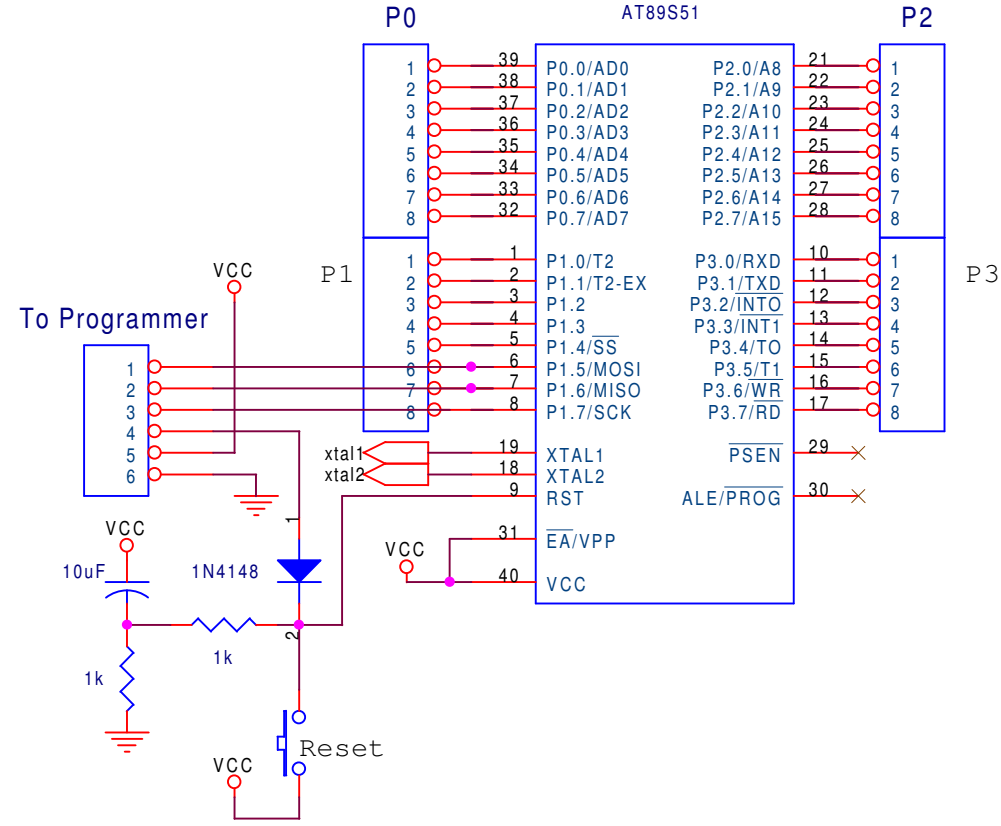 P0
AT89S51
P2
1 39 P0.0/AD0 P2.0/A8 21 1
2 38 P0.1/AD1 P2.1/A9 22 2
3 37 P0.2/AD2 P2.2/A10 23 3
4 36 P0.3/AD3 P2.3/A11 24 4
5 35 P0.4/AD4 P2.4/A12 25 5
6 34 P0.5/AD5 P2.5/A13 26 6
7 33 P0.6/AD6 P2.6/A14 27 7
8 32 P0.7/AD7 P2.7/A15 28 8
P1
P3
1 1 P1.0/T2 P3.0/RXD 10 1
2 2 P1.1/T2-EX P3.1/TXD 11 2
3 3 P1.2 P3.2/INTO 12 3
4 4 P1.3 P3.3/INT1 13 4
5 5 P1.4/SS P3.4/TO 14 5
6 6 P1.5/MOSI P3.5/T1 15 6
7 7 P1.6/MISO P3.6/WR 16 7
8 8 P1.7/SCK P3.7/RD 17 8
VCC
To Programmer
1
2
3
4
5
6
xtal1 19 XTAL1 PSEN 29
xtal2 18 XTAL2
9 RST ALE/PROG 30
31 EA/VPP
VCC
40 VCC
1
VCC
10uF
1N4148
2
1k
1k
Reset
VCC